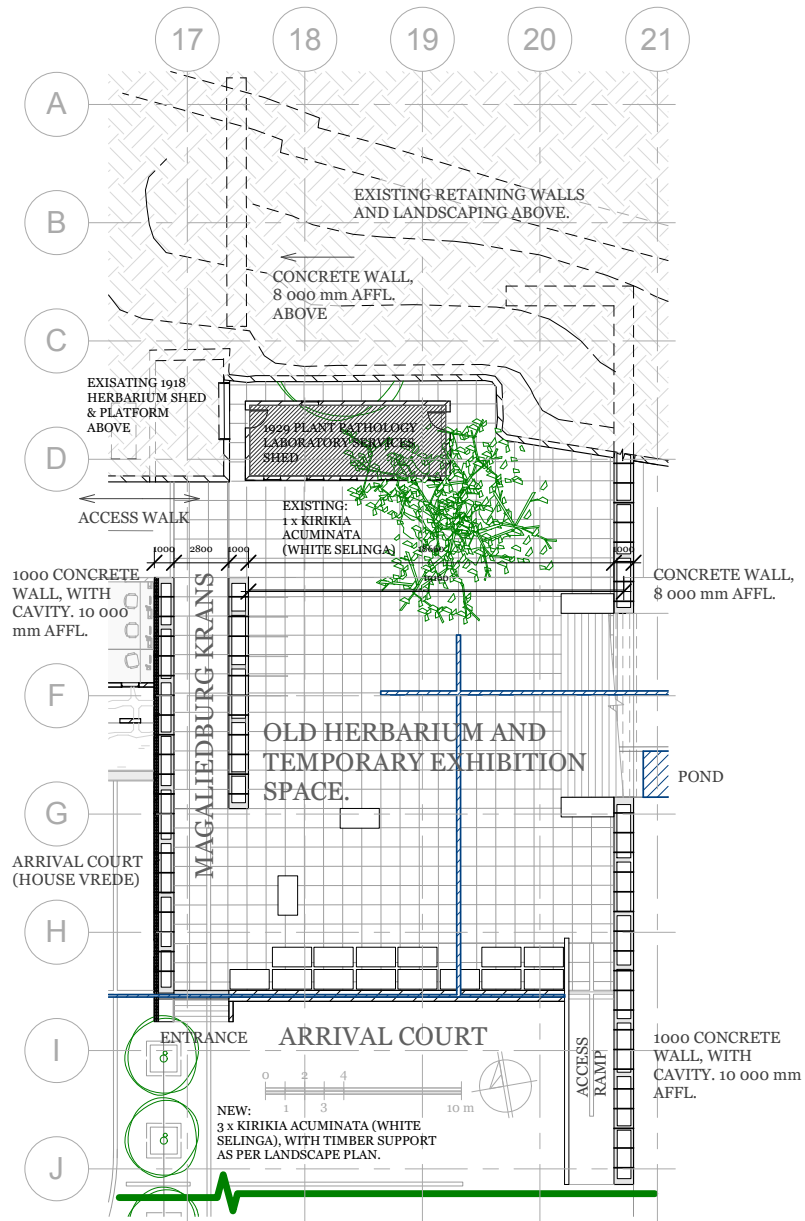 17 18 19 20 21
A
EXISTING RETAINING WALLS
AND LANDSCAPING ABOVE.
B
CONCRETE WALL,
8 000 mm AFFL.
ABOVE
C
EXISATING 1918
HERBARIUM SHED
& PLATFORM
ABOVE
1929 PLANT PATHOLOGY
LABORATORY SERVICES
SHED
D
ACCESS WALK
EXISTING:
1 x KIRIKIA
ACUMINATA
(WHITE SELINGA)
1000 2800 1000 1000
1000 CONCRETE
WALL, WITH
CAVITY. 10 000
mm AFFL.
CONCRETE WALL,
8 000 mm AFFL.
MAGALIEDBURG KRANS
F
OLD HERBARIUM AND
TEMPORARY EXHIBITION
SPACE.
POND
G
ARRIVAL COURT
(HOUSE VREDE)
H
ENTRANCE
ARRIVAL COURT
I
ACCESS
RAMP
1000 CONCRETE
WALL, WITH
CAVITY. 10 000 mm
AFFL.
0 2 4
1 3 10 m
NEW:
3 x KIRIKIA ACUMINATA (WHITE
SELINGA), WITH TIMBER SUPPORT
AS PER LANDSCAPE PLAN.
J